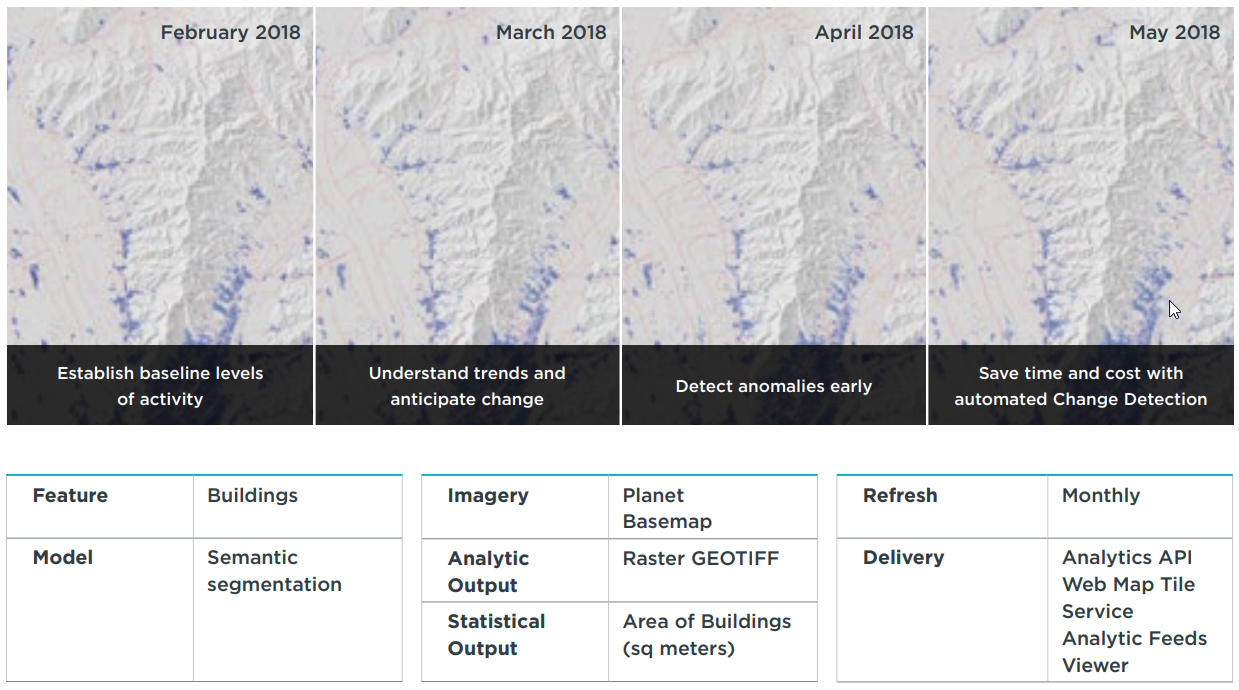 February 2018
March 2018
April 2018
May 2018
Establish baseline levels
of activity
Understand trends and
anticipate change
Detect anomalies early
Save time and cost with
automated Change Detection
Feature
Buildings
Model
Semantic
segmentation
Imagery
Planet
Basemap
Analytic
Output
Raster GEOTIFF
Statistical
Output
Area of Buildings
(sq meters)
Refresh
Monthly
Delivery
Analytics API
Web Map Tile
Service
Analytic Feeds
Viewer